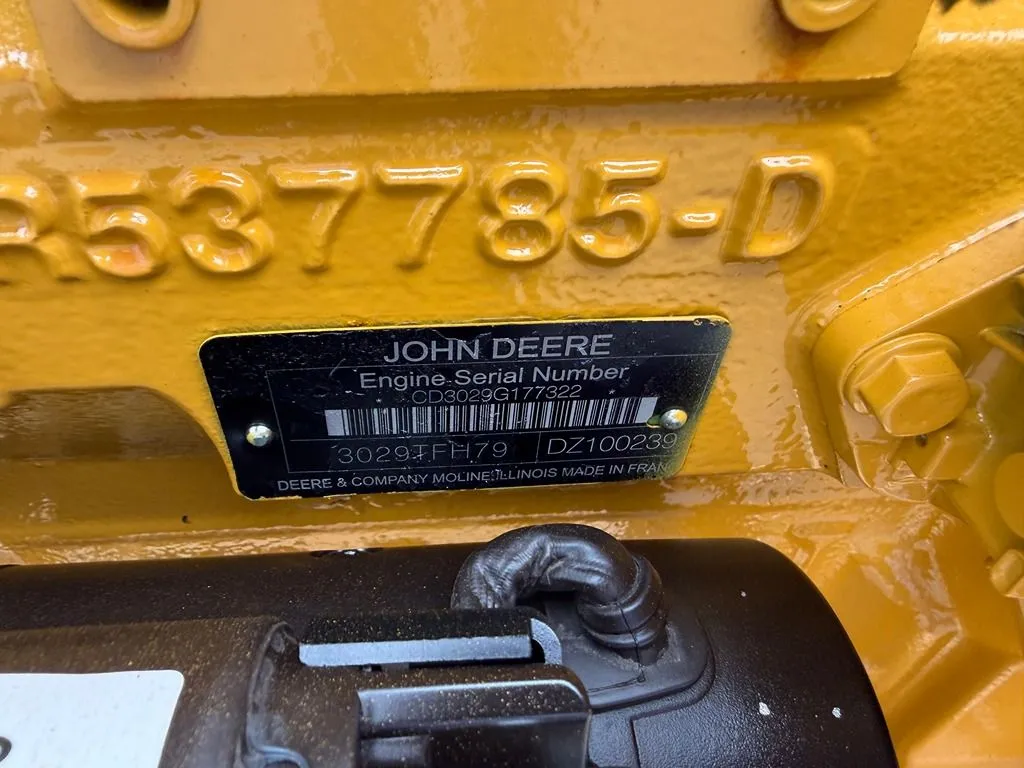 R537785-D
JOHN DEERE
Engine Serial Number
* CD3029G177322 *
3029TFH79 DZ100239
DEERE & COMPANY MOLINE, ILLINOIS MADE IN FRAN